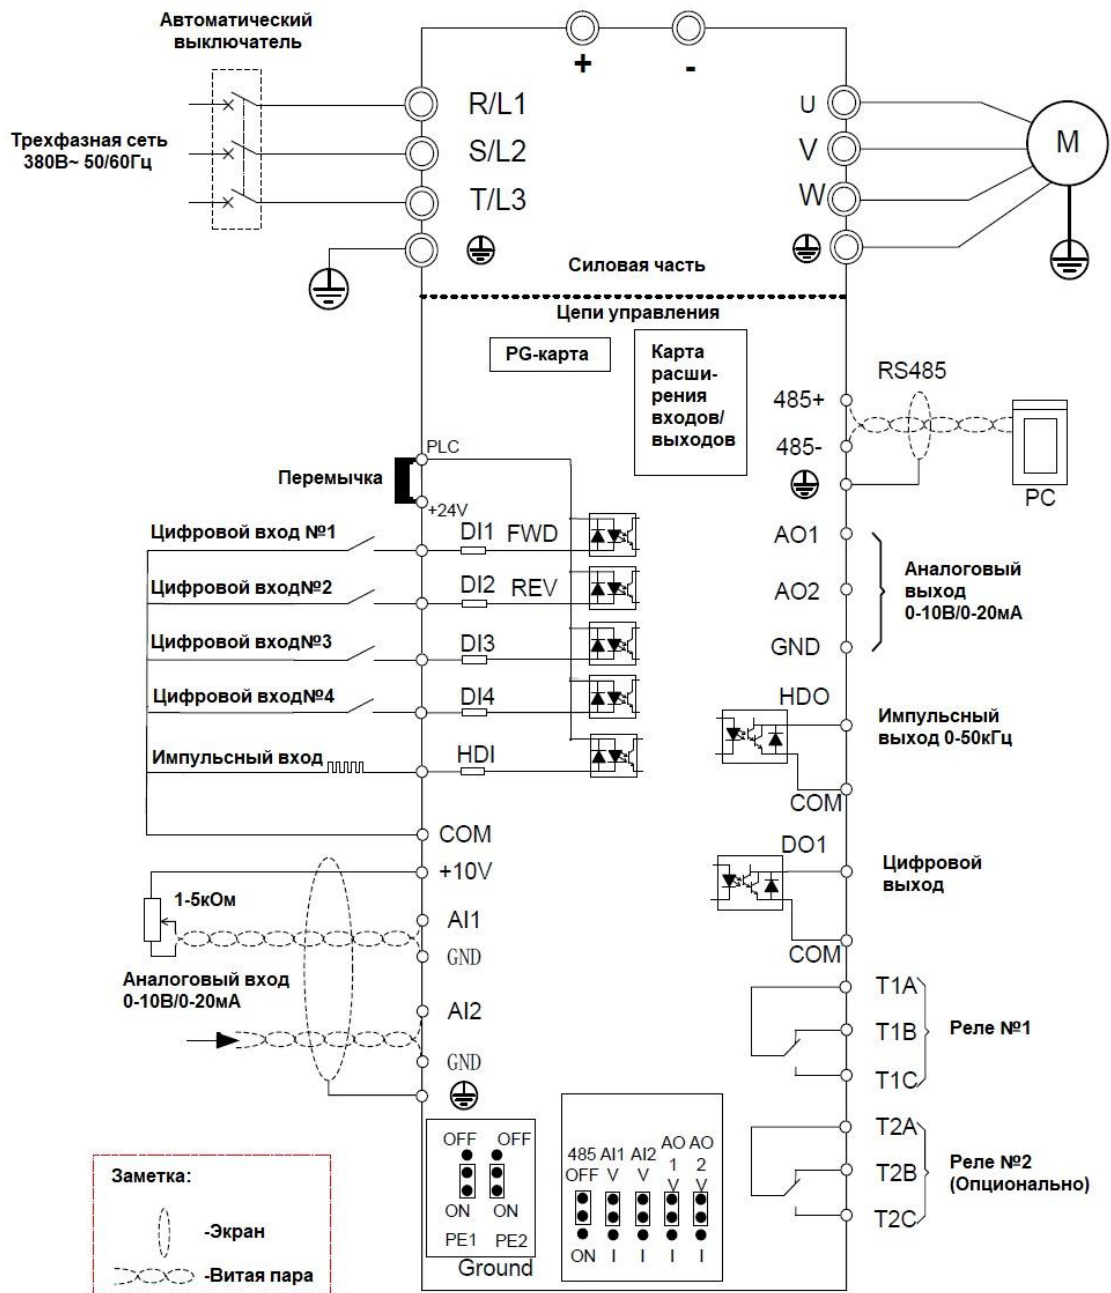 Автоматический
выключатель
+
-
R/L1
S/L2
T/L3
Трехфазная сеть
380В~ 50/60Гц
U
V
W
M
Силовая часть
Цепи управления
PG-карта
Карта
расши-
рения
входов/
выходов
RS485
485+
485-
PC
PLC
Перемычка
+24V
Цифровой вход №1
DI1 FWD
Цифровой вход№2
DI2 REV
Цифровой вход№3
DI3
Цифровой вход№4
DI4
Импульсный вход
HDI
COM
+10V
1-5кОм
AI1
GND
Аналоговый вход
0-10В/0-20мА
AI2
GND
AO1
AO2
GND
Аналоговый
выход
0-10В/0-20мА
HDO
Импульсный
выход 0-50кГц
COM
DO1
Цифровой
выход
COM
T1A
T1B
T1C
Реле №1
T2A
T2B
T2C
Реле №2
(Опционально)
OFF OFF
ON ON
PE1 PE2
Ground
485 AI1 AI2 AO AO
OFF V V 1 2
V V
ON I I I I
Заметка:
-Экран
-Витая пара